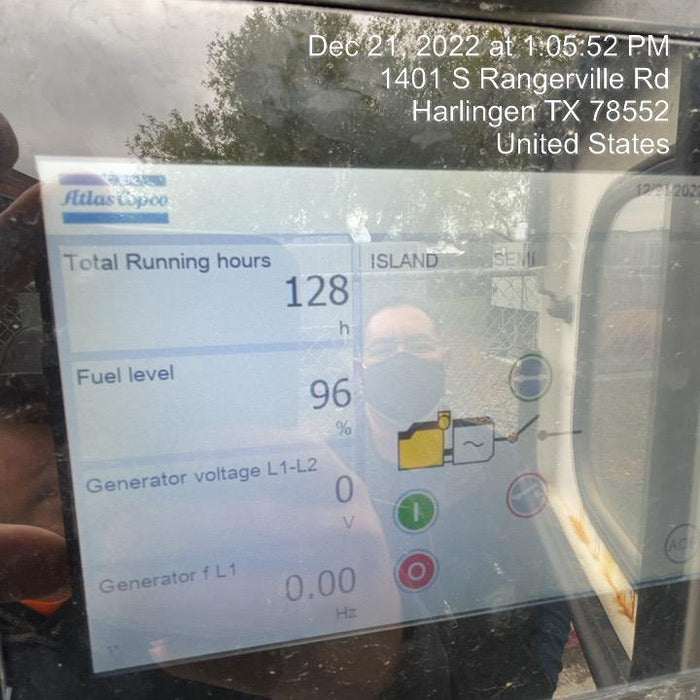 Dec 21, 2022 at 1:05:52 PM
1401 S Rangerville Rd
Harlingen TX 78552
United States
Atlas Copco
Total Running hours
128
h
ISLAND SEMI
Fuel level
96
%
Generator voltage L1-L2
0
V
Generator f L1
0.00
Hz